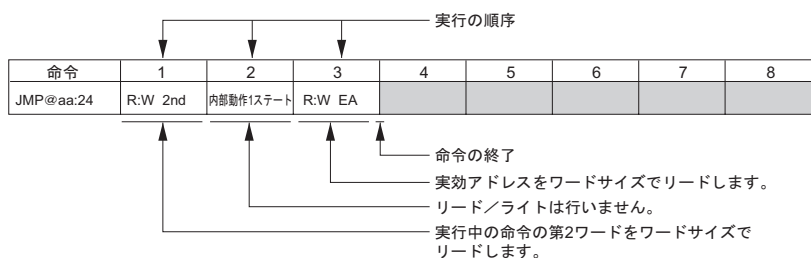 実行の順序
命令 1 2 3 4 5 6 7 8
JMP@aa:24 R:W 2nd 内部動作1ステート R:W EA
命令の終了
実効アドレスをワードサイズでリードします。
リード／ライトは行いません。
実行中の命令の第2ワードをワードサイズで
リードします。